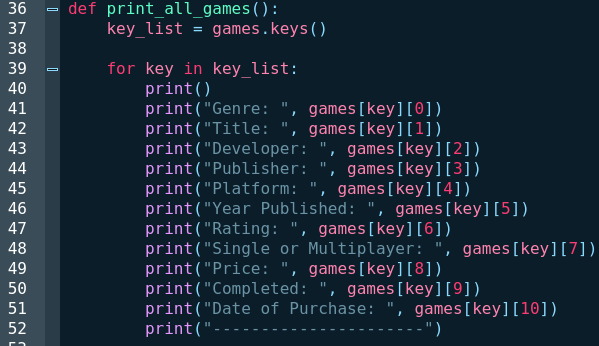 36 def print_all_games():
37     key_list = games.keys()
38
39     for key in key_list:
40         print()
41         print("Genre: ", games[key][0])
42         print("Title: ", games[key][1])
43         print("Developer: ", games[key][2])
44         print("Publisher: ", games[key][3])
45         print("Platform: ", games[key][4])
46         print("Year Published: ", games[key][5])
47         print("Rating: ", games[key][6])
48         print("Single or Multiplayer: ", games[key][7])
49         print("Price: ", games[key][8])
50         print("Completed: ", games[key][9])
51         print("Date of Purchase: ", games[key][10])
52         print("----------------------")